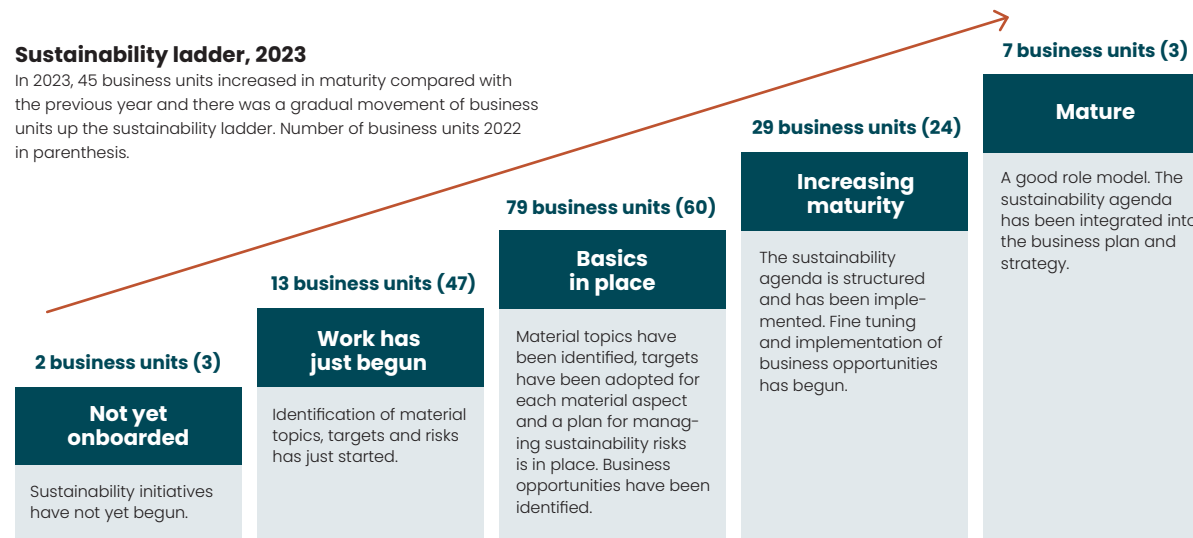 Sustainability ladder, 2023
In 2023, 45 business units increased in maturity compared with
the previous year and there was a gradual movement of business
units up the sustainability ladder. Number of business units 2022
in parenthesis.
2 business units (3)
Not yet
onboarded
Sustainability initiatives
have not yet begun.
13 business units (47)
Work has
just begun
Identification of material
topics, targets and risks
has just started.
79 business units (60)
Basics
in place
Material topics have
been identified, targets
have been adopted for
each material aspect
and a plan for manag-
ing sustainability risks
is in place. Business
opportunities have been
identified.
29 business units (24)
Increasing
maturity
The sustainability
agenda is structured
and has been imple-
mented. Fine tuning
and implementation of
business opportunities
has begun.
7 business units (3)
Mature
A good role model. The
sustainability agenda
has been integrated into
the business plan and
strategy.